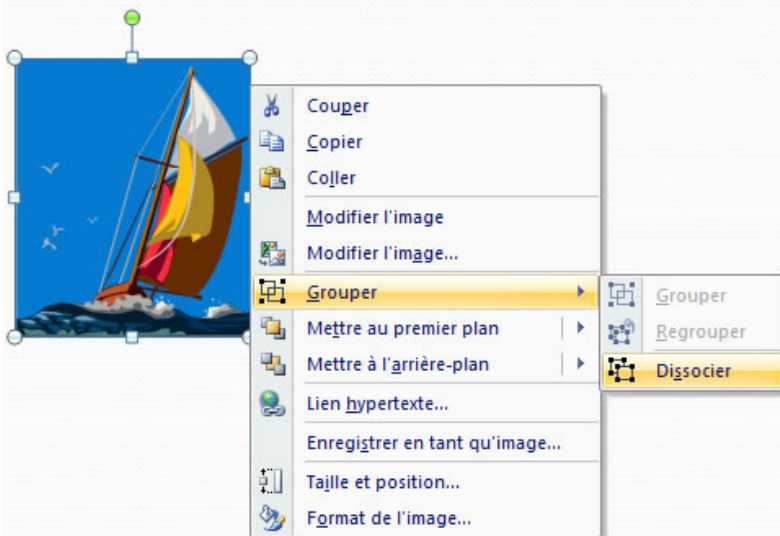 Couper
Copier
Coller
Modifier l'image
Modifier l'image...
Grouper
Mettre au premier plan
Mettre à l'arrière-plan
Lien hypertexte...
Enregistrer en tant qu'image...
Taille et position...
Format de l'image...
Grouper
Regrouper
Dissocier